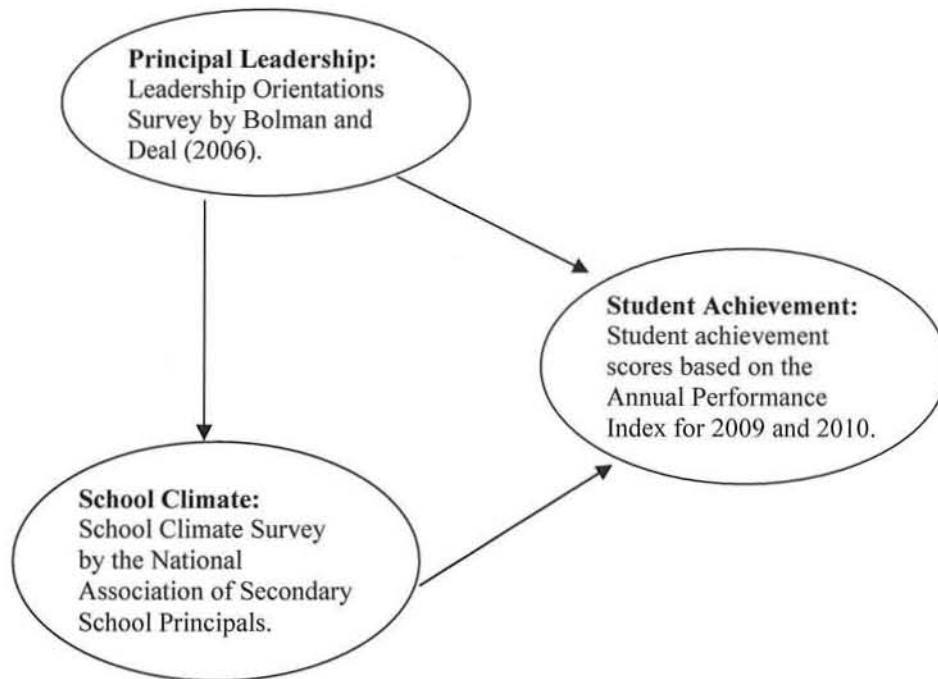 Principal Leadership:
Leadership Orientations
Survey by Bolman and
Deal (2006).
Student Achievement:
Student achievement
scores based on the
Annual Performance
Index for 2009 and 2010.
School Climate:
School Climate Survey
by the National
Association of Secondary
School Principals.